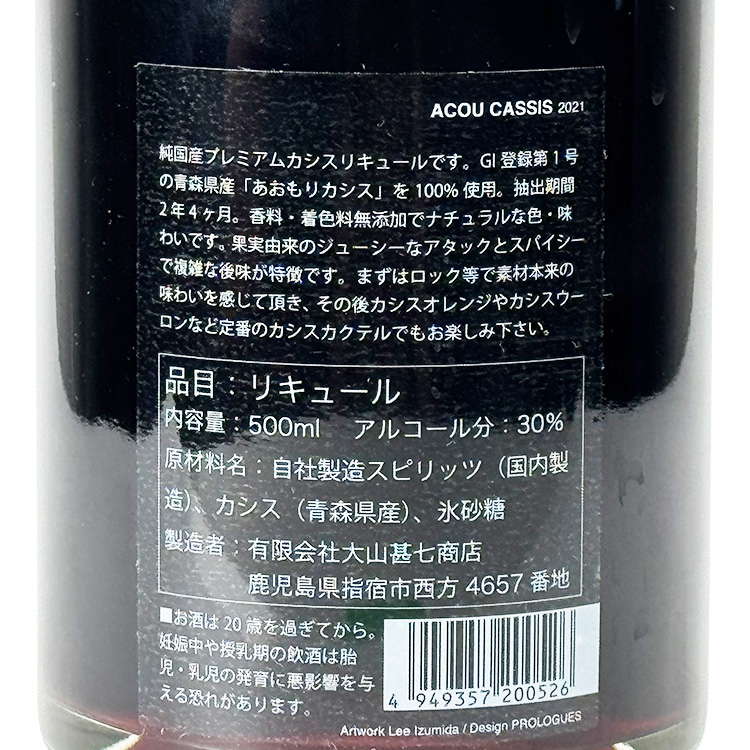 ACOU CASSIS 2021
純国産プレミアムカシスリキュールです。GI登録第1号
の青森県産「あおもりカシス」を100%使用。抽出期間
2年4ヶ月。香料・着色料無添加でナチュラルな色・味
わいです。果実由来のジューシーなアタックとスパイシー
で複雑な後味が特徴です。まずはロック等で素材本来の
味わいを感じて頂き、その後カシスオレンジやカシスウー
ロンなど定番のカシスカクテルでもお楽しみ下さい。
品目：リキュール
内容量：500ml アルコール分：30%
原材料名：自社製造スピリッツ（国内製
造）、カシス（青森県産）、氷砂糖
製造者：有限会社大山甚七商店
鹿児島県指宿市西方4657番地
■お酒は20歳を過ぎてから。
妊娠中や授乳期の飲酒は胎
児・乳児の発育に悪影響を与
える恐れがあります。
4 949357 200526
Artwork Lee Izumida / Design PROLOGUES